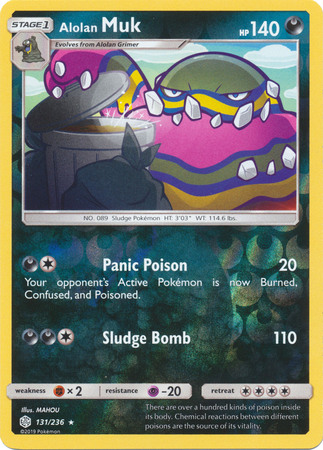 STAGE 1 Alolan Muk HP 140
Evolves from Alolan Grimer
NO. 089 Sludge Pokémon HT: 3'03" WT: 114.6 lbs.
Panic Poison 20
Your opponent's Active Pokémon is now Burned,
Confused, and Poisoned.
Sludge Bomb 110
weakness × 2 resistance -20 retreat
Illus. MAHOU
131/236 ★
©2019 Pokémon
There are over a hundred kinds of poison inside
its body. Chemical reactions between different
poisons are the source of its vitality.